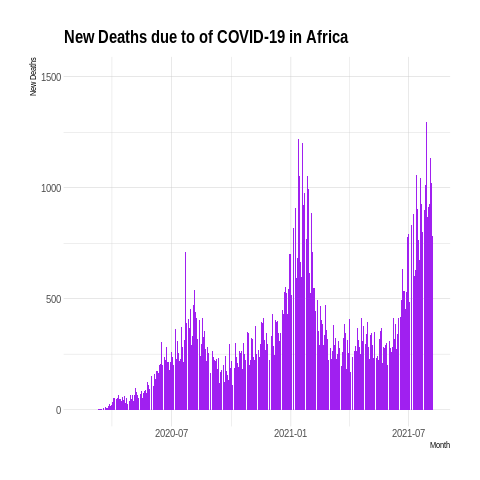 New Deaths due to of COVID-19 in Africa
New Deaths
1500
1000
500
0
2020-07
2021-01
2021-07
Month